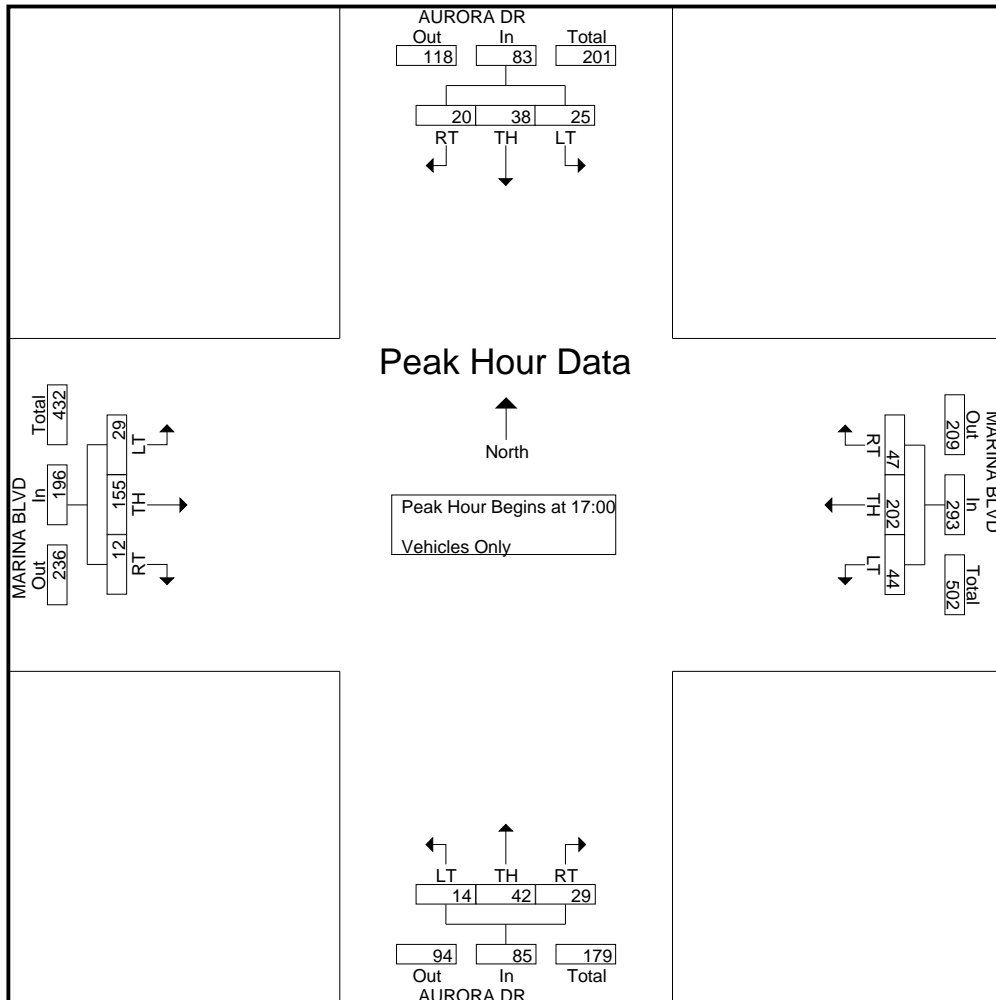 AURORA DR
Out In Total
118 83 201
20 38 25
RT TH LT
Peak Hour Data
North
Peak Hour Begins at 17:00
Vehicles Only
MARINA BLVD
Out In Total
236 196 432
12 155 29
RT TH LT
MARINA BLVD
Out In Total
209 293 502
47 202 44
RT TH LT
LT TH RT
14 42 29
94 85 179
Out In Total
AURORA DR